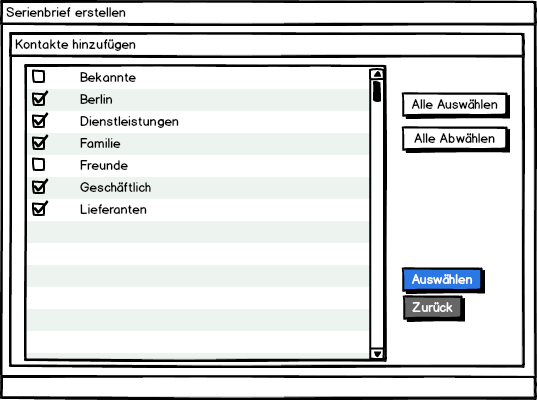 Serienbrief erstellen
Kontakte hinzufügen
Bekannte
Berlin
Dienstleistungen
Familie
Freunde
Geschäftlich
Lieferanten
Alle Auswählen
Alle Abwählen
Auswählen
Zurück